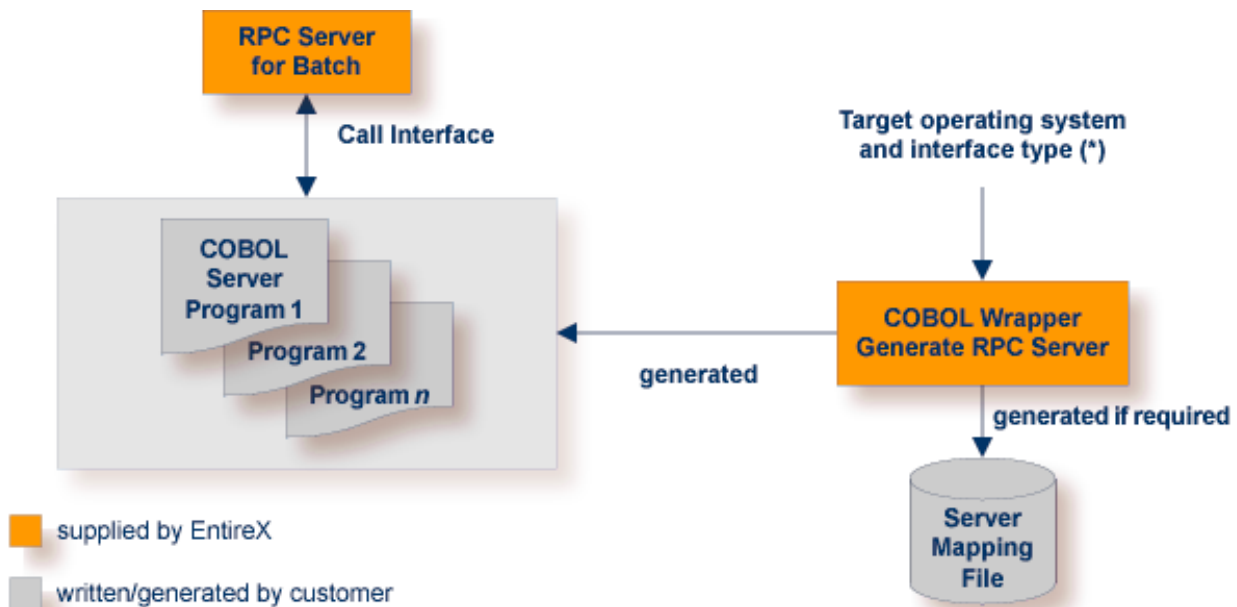 RPC Server
for Batch
Call Interface
Target operating system
and interface type (*)
COBOL
Server
Program 1
Program 2
Program n
generated
COBOL Wrapper
Generate RPC Server
generated if required
Server
Mapping
File
supplied by EntireX
written/generated by customer